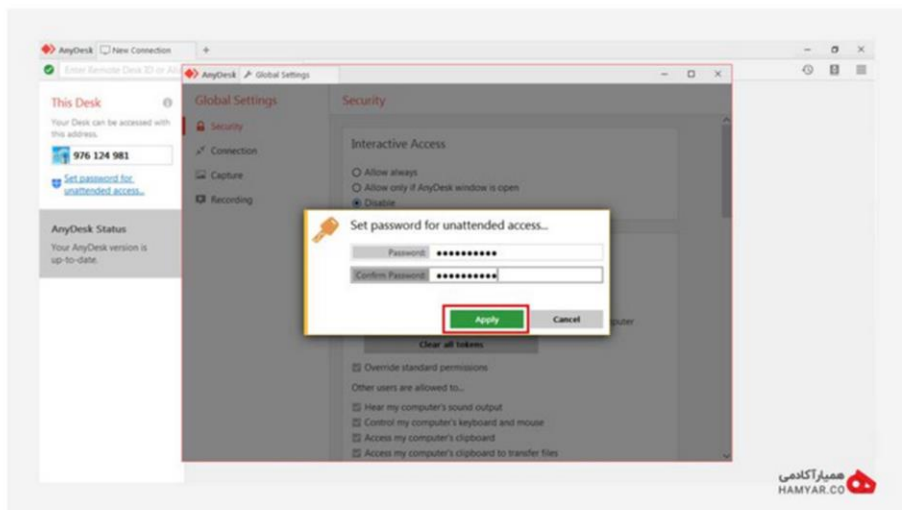 AnyDesk New Connection +
AnyDesk Global Settings
This Desk
Your Desk can be accessed with
this address.
976 124 981
Set password for
unattended access...
AnyDesk Status
Your AnyDesk version is
up-to-date.
Global Settings
Security
Connection
Capture
Recording
Security
Interactive Access
Allow always
Allow only if AnyDesk window is open
Disable
Set password for unattended access...
Password:
Confirm Password:
Apply Cancel
Clear all tokens
Override standard permissions
Other users are allowed to...
Hear my computer's sound output
Control my computer's keyboard and mouse
Access my computer's clipboard
Access my computer's clipboard to transfer files
همیارآکادمی
HAMYAR.CO